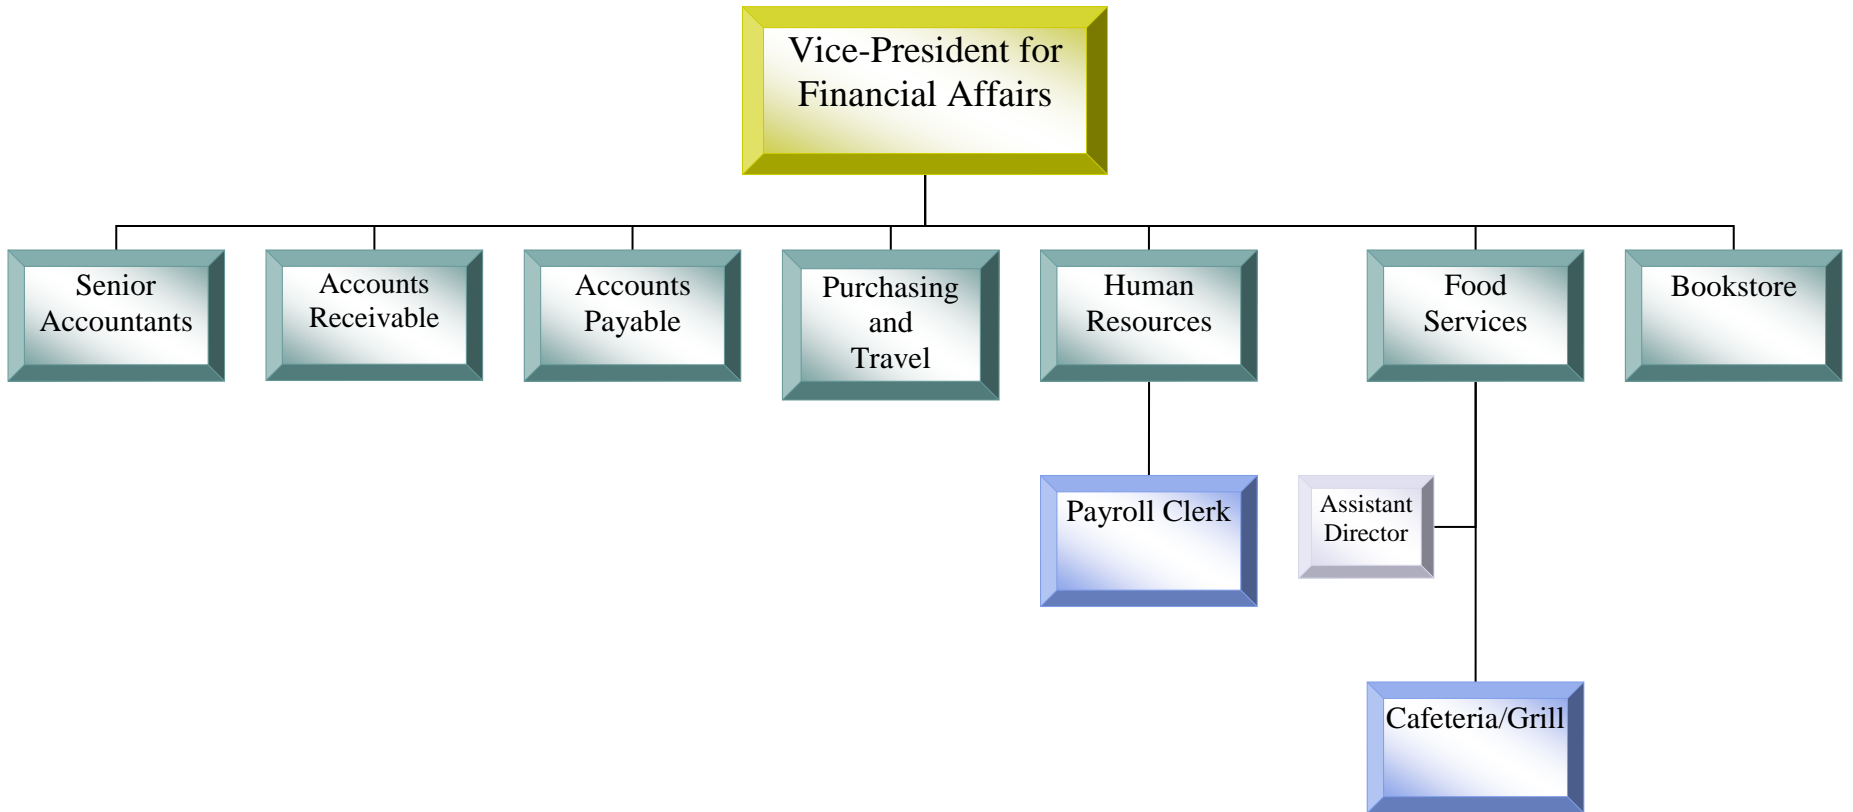 Vice-President for
Financial Affairs
Senior
Accountants
Accounts
Receivable
Accounts
Payable
Purchasing
and
Travel
Human
Resources
Food
Services
Bookstore
Payroll Clerk
Assistant
Director
Cafeteria/Grill